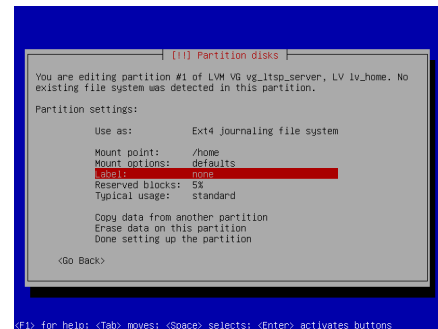 [!!] Partition disks
You are editing partition #1 of LVM VG vg_ltsp_server, LV lv_home. No
existing file system was detected in this partition.
Partition settings:
Use as: Ext4 journaling file system
Mount point: /home
Mount options: defaults
Label: none
Reserved blocks: 5%
Typical usage: standard
Copy data from another partition
Erase data on this partition
Done setting up the partition
<Go Back>
<F1> for help; <Tab> moves; <Space> selects; <Enter> activates buttons